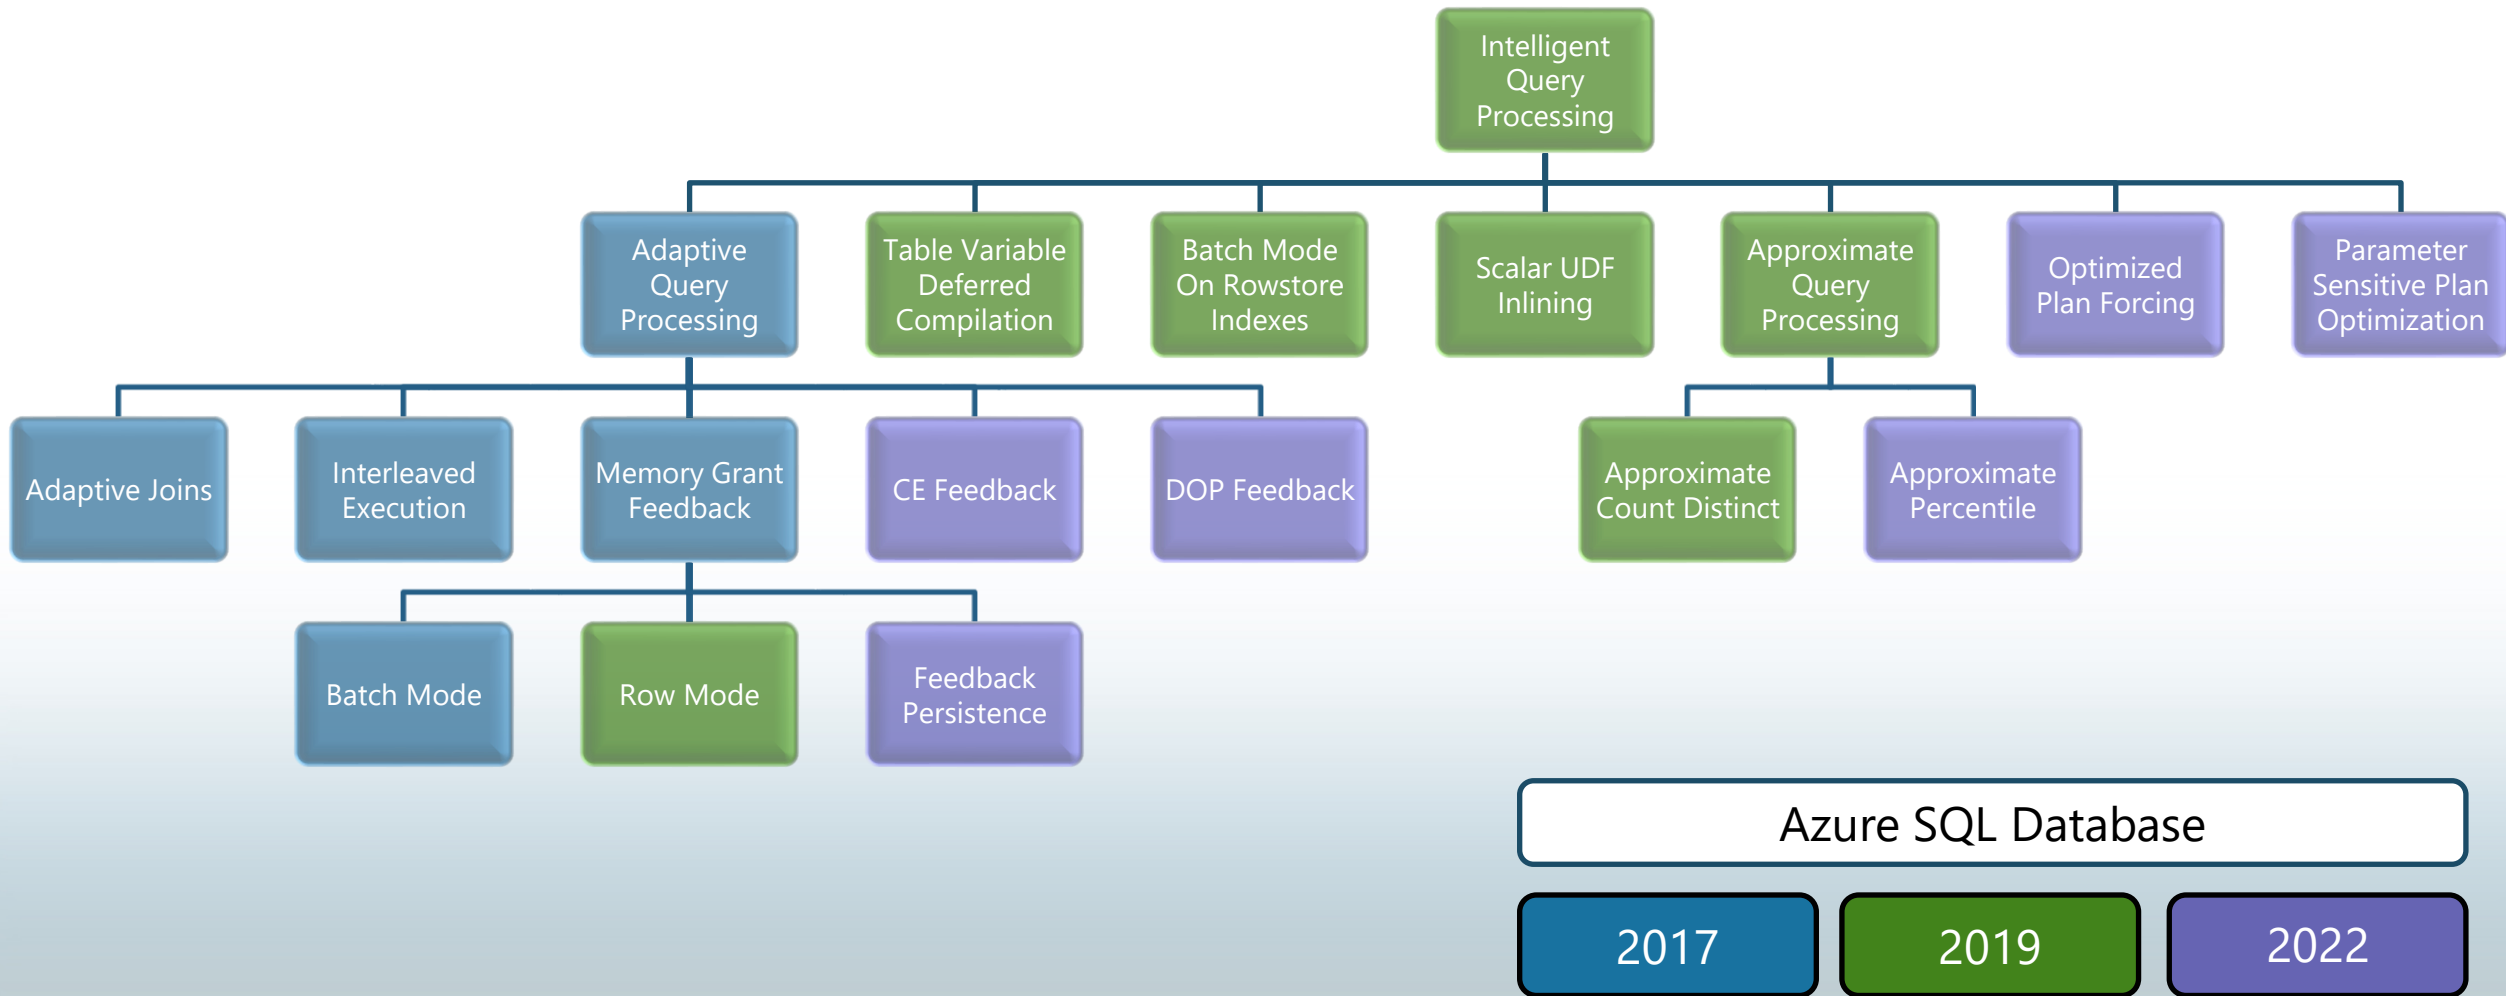 Intelligent
Query
Processing
Adaptive
Query
Processing
Table Variable
Deferred
Compilation
Batch Mode
On Rowstore
Indexes
Scalar UDF
Inlining
Approximate
Query
Processing
Optimized
Plan Forcing
Parameter
Sensitive Plan
Optimization
Adaptive Joins
Interleaved
Execution
Memory Grant
Feedback
CE Feedback
DOP Feedback
Approximate
Count Distinct
Approximate
Percentile
Batch Mode
Row Mode
Feedback
Persistence
Azure SQL Database
2017
2019
2022